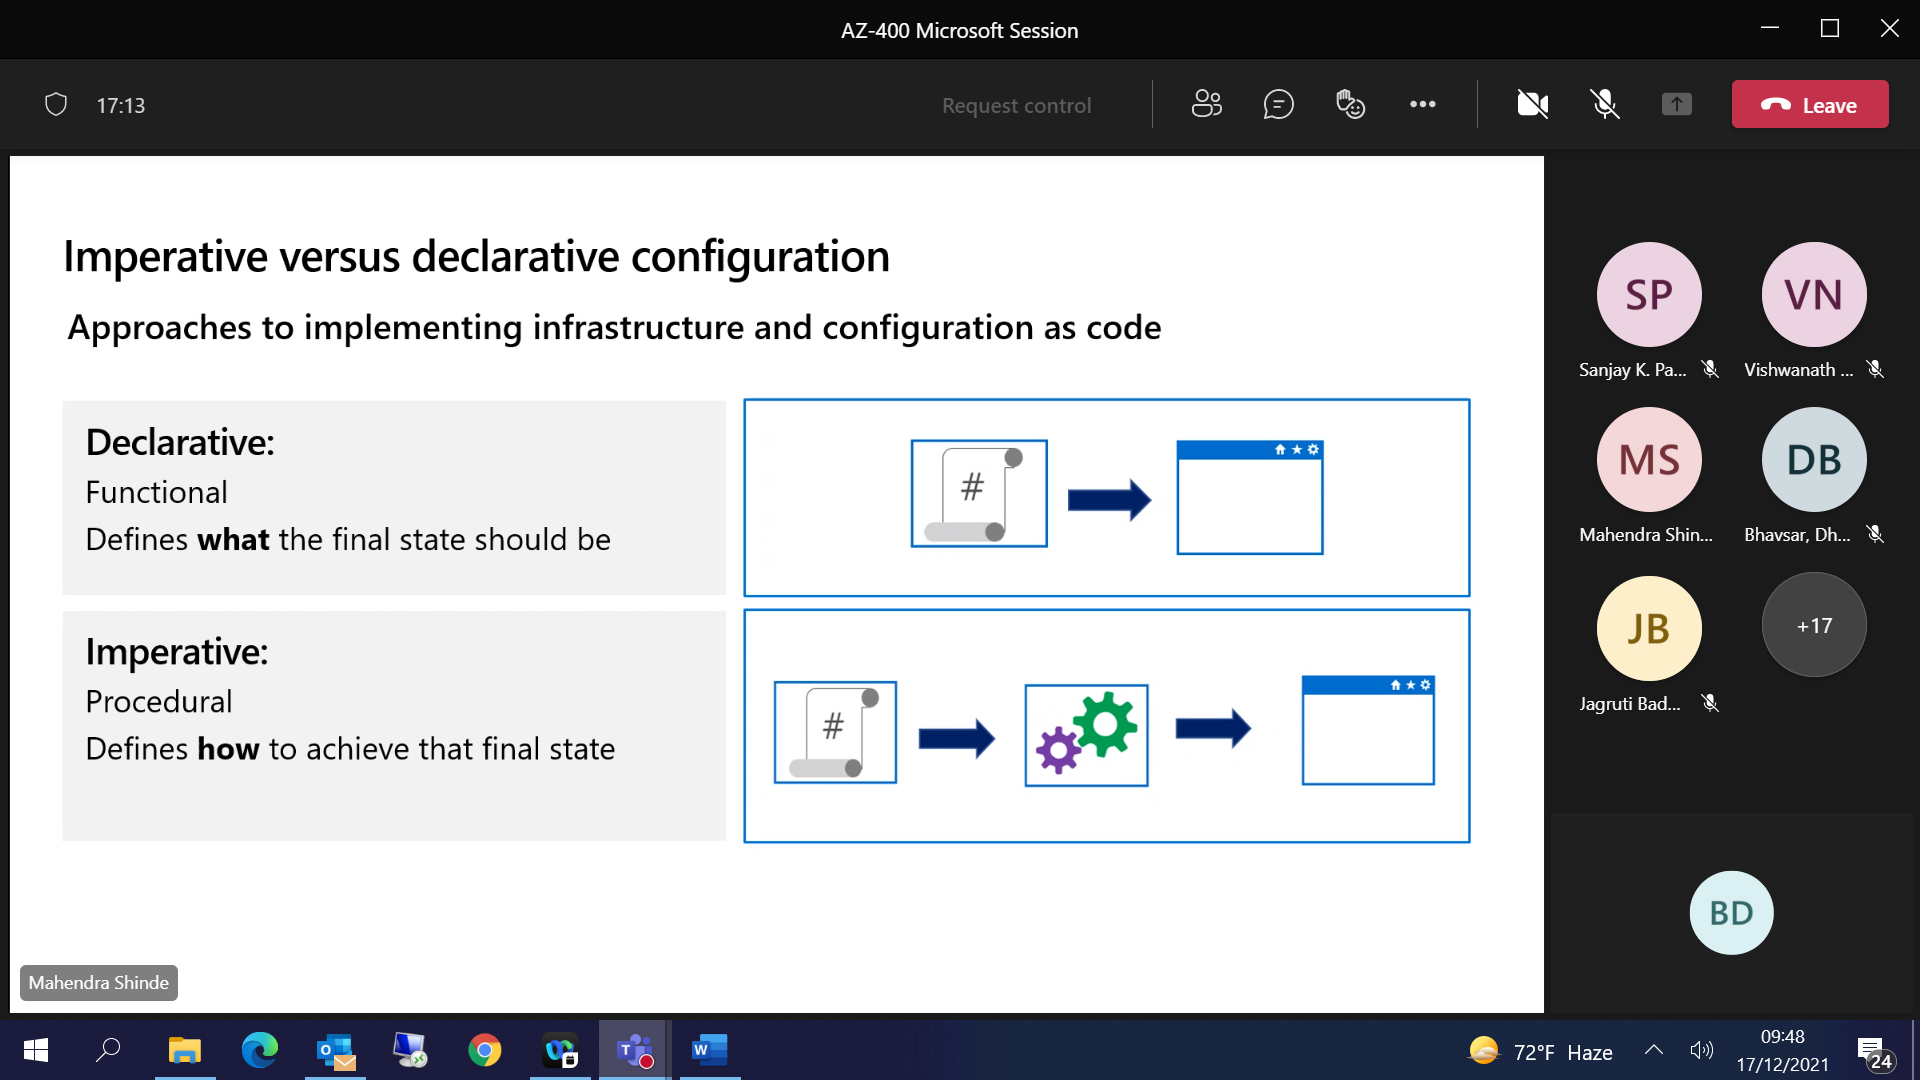 AZ-400 Microsoft Session
17:13
Request control
Leave
Imperative versus declarative configuration
Approaches to implementing infrastructure and configuration as code
Declarative:
Functional
Defines what the final state should be
#
Imperative:
Procedural
Defines how to achieve that final state
#
SP
VN
Sanjay K. Pa...
Vishwanath ...
MS
DB
Mahendra Shin...
Bhavsar, Dh...
JB
+17
Jagruti Bad...
BD
Mahendra Shinde
O
T
W
72°F Haze
09:48
17/12/2021
24